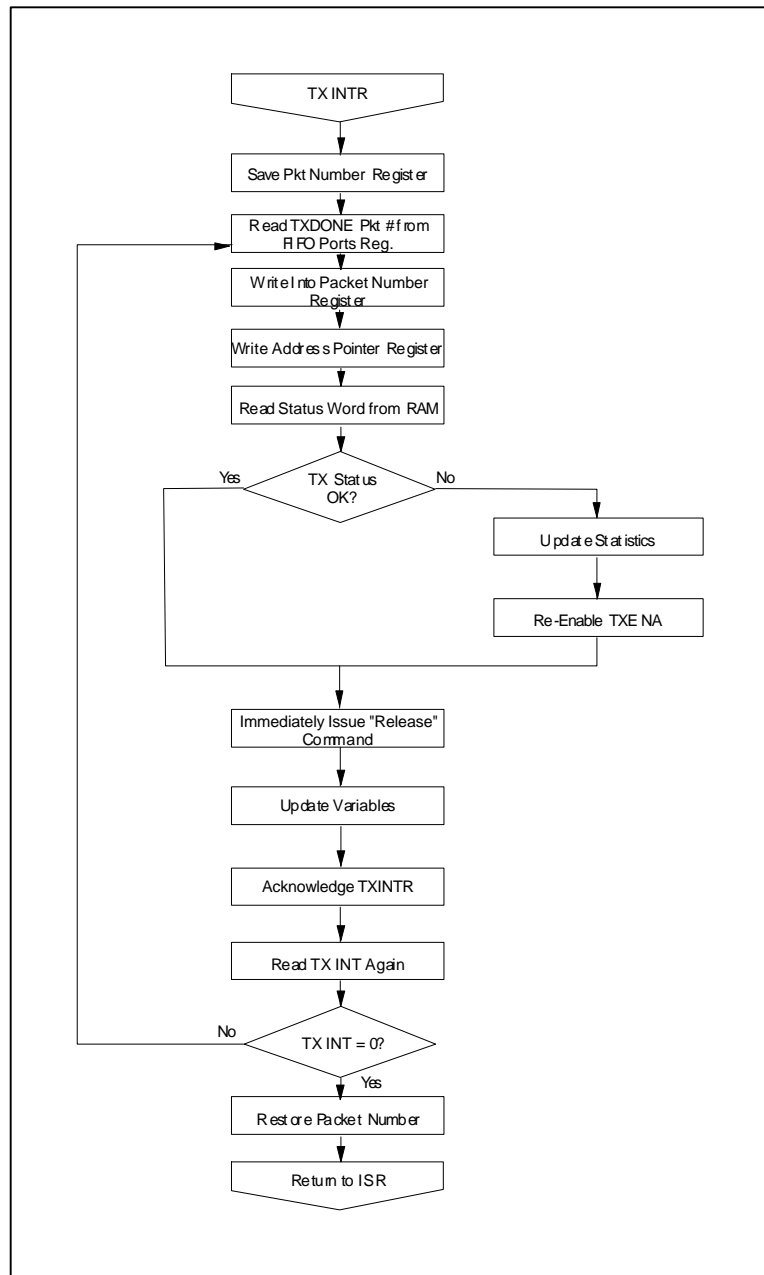 TX INTR
Save Pkt Number Register
Read TXDONE Pkt # from
FIFO Ports Reg.
Write Into Packet Number
Register
Write Address Pointer Register
Read Status Word from RAM
Yes
TX Status
OK?
No
Update Statistics
Re-Enable TXENA
Immediately Issue "Release"
Command
Update Variables
Acknowledge TXINTR
Read TX INT Again
No
TX INT = 0?
Yes
Restore Packet Number
Return to ISR